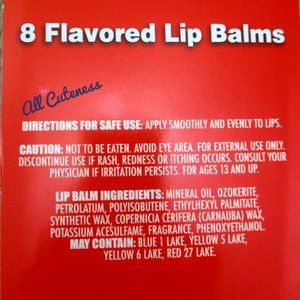 8 Flavored Lip Balms
All Cuteness
DIRECTIONS FOR SAFE USE: APPLY SMOOTHLY AND EVENLY TO LIPS.
CAUTION: NOT TO BE EATEN. AVOID EYE AREA. FOR EXTERNAL USE ONLY.
DISCONTINUE USE IF RASH, REDNESS OR ITCHING OCCURS. CONSULT YOUR
PHYSICIAN IF IRRITATION PERSISTS. FOR AGES 13 AND UP.
LIP BALM INGREDIENTS: MINERAL OIL, OZOKERITE,
PETROLATUM, POLYISOBUTENE, ETHYLHEXYL PALMITATE,
SYNTHETIC WAX, COPERNICIA CERIFERA (CARNAUBA) WAX,
POTASSIUM ACESULFAME, FRAGRANCE, PHENOXYETHANOL.
MAY CONTAIN: BLUE 1 LAKE, YELLOW 5 LAKE,
YELLOW 6 LAKE, RED 27 LAKE.